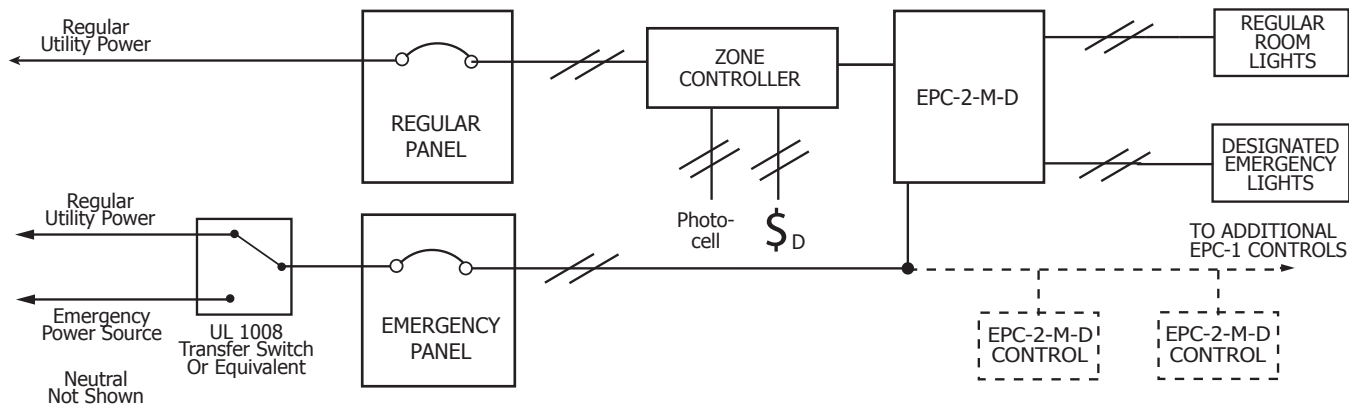 Regular
Utility Power
REGULAR
PANEL
ZONE
CONTROLLER
EPC-2-M-D
REGULAR
ROOM
LIGHTS
DESIGNATED
EMERGENCY
LIGHTS
Photo-
cell
$D
Regular
Utility Power
Emergency
Power Source
UL 1008
Transfer Switch
Or Equivalent
EMERGENCY
PANEL
TO ADDITIONAL
EPC-1 CONTROLS
EPC-2-M-D
CONTROL
EPC-2-M-D
CONTROL
Neutral
Not Shown